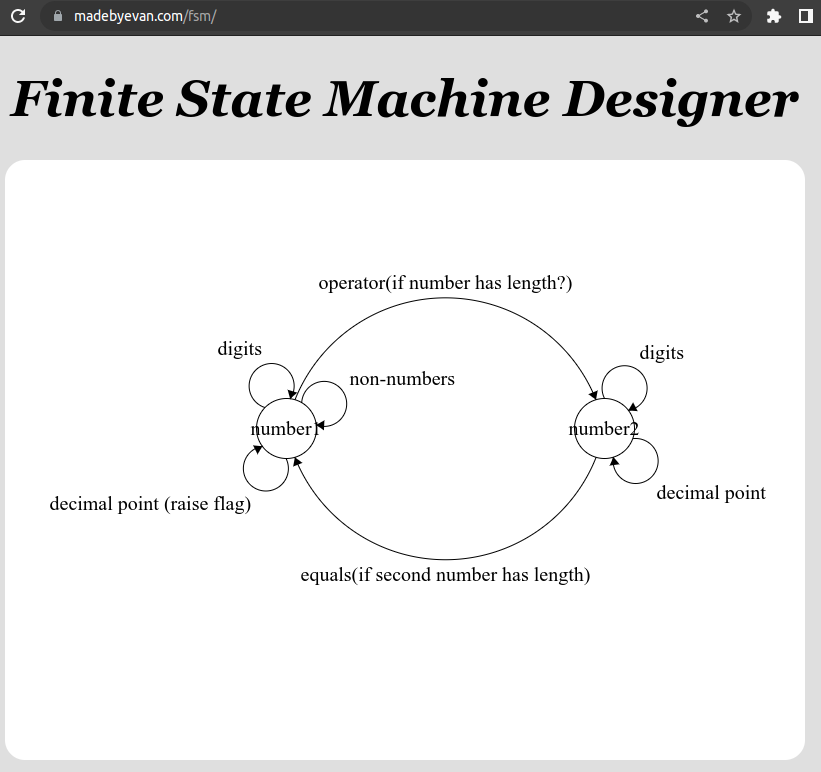 madebyevan.com/fsm/
Finite State Machine Designer
operator(if number has length?)
digits
digits
non-numbers
number1
number2
decimal point (raise flag)
decimal point
equals(if second number has length)